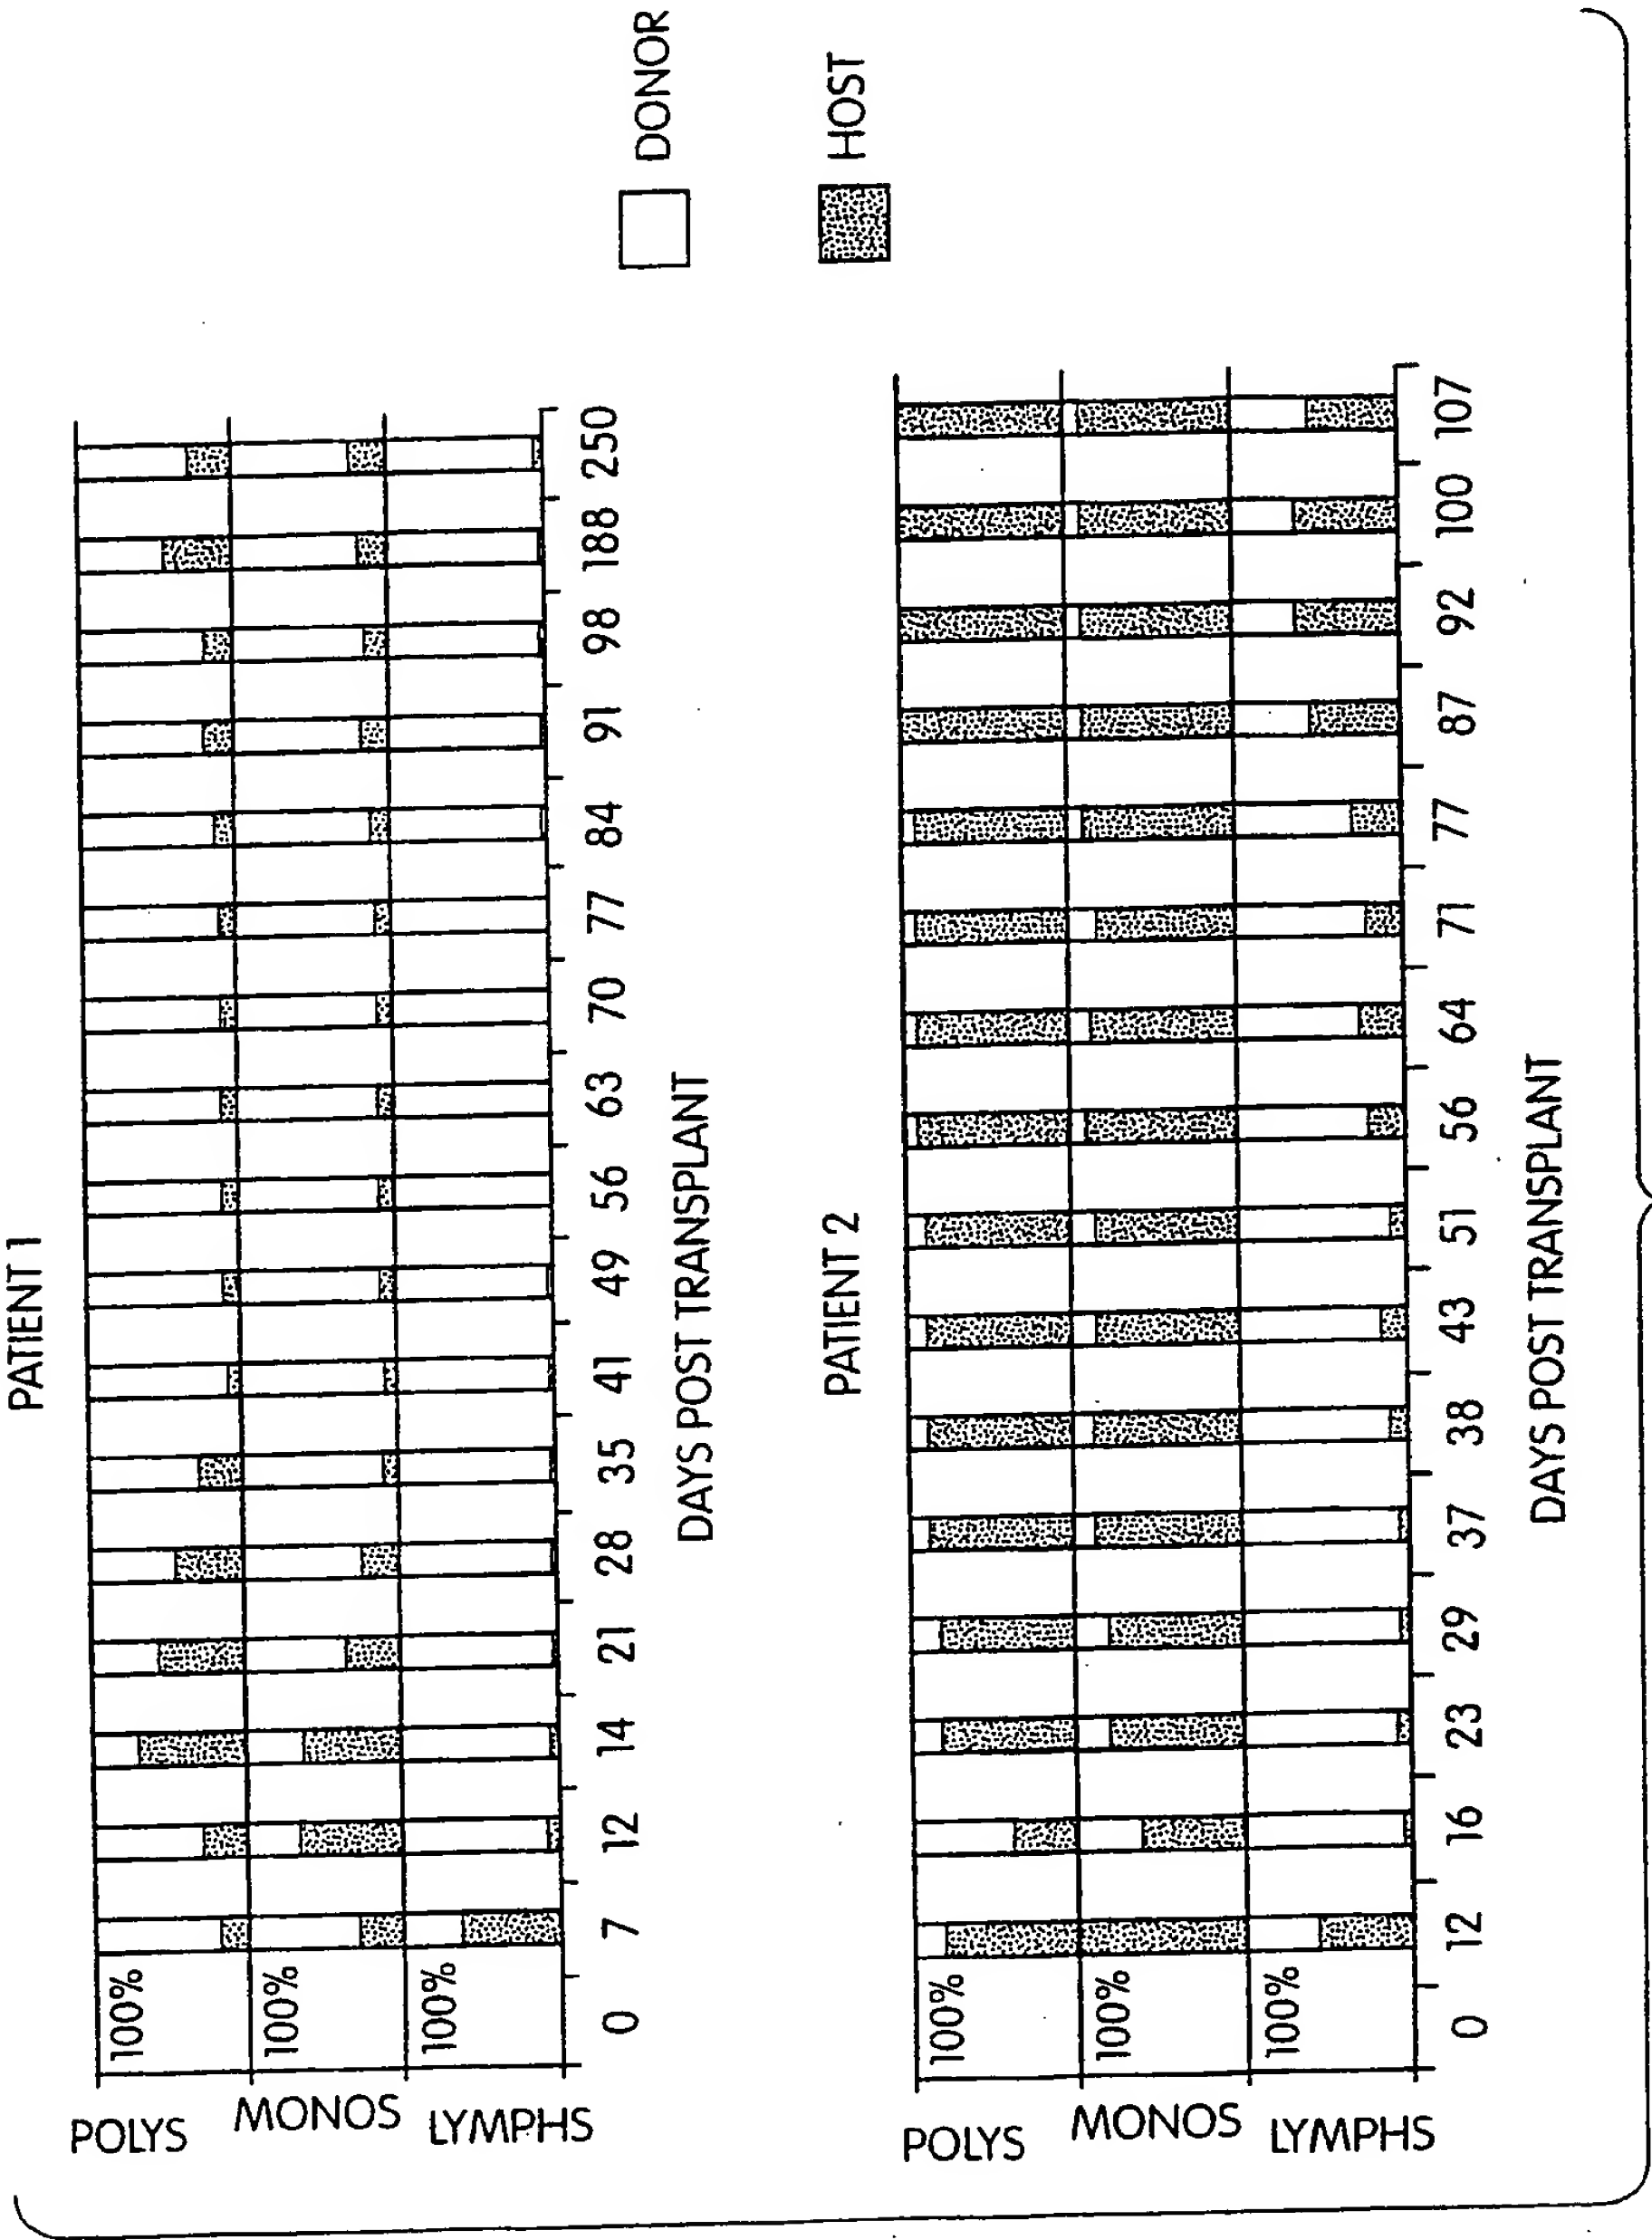 PATIENT 1
POLYS
MONOS
LYMPHS
100%
100%
100%
0 7 12 14 21 28 35 41 49 56 63 70 77 84 91 98 188 250
DAYS POST TRANSPLANT
DONOR
HOST
PATIENT 2
POLYS
MONOS
LYMPHS
100%
100%
100%
0 12 16 23 29 37 38 43 51 56 64 71 77 87 92 100 107
DAYS POST TRANSPLANT